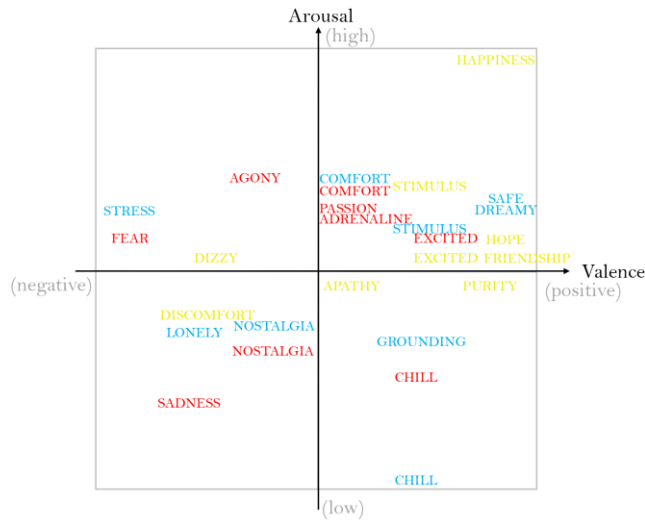 Arousal
(high)
HAPPINESS
AGONY
COMFORT
STIMULUS
COMFORT
SAFE
STRESS
PASSION
DREAMY
ADRENALINE
STIMULUS
FEAR
EXCITED
HOPE
DIZZY
EXCITED
FRIENDSHIP
Valence
(negative)
(positive)
APATHY
PURITY
DISCOMFORT
LONELY
NOSTALGIA
GROUNDING
NOSTALGIA
CHILL
SADNESS
CHILL
(low)